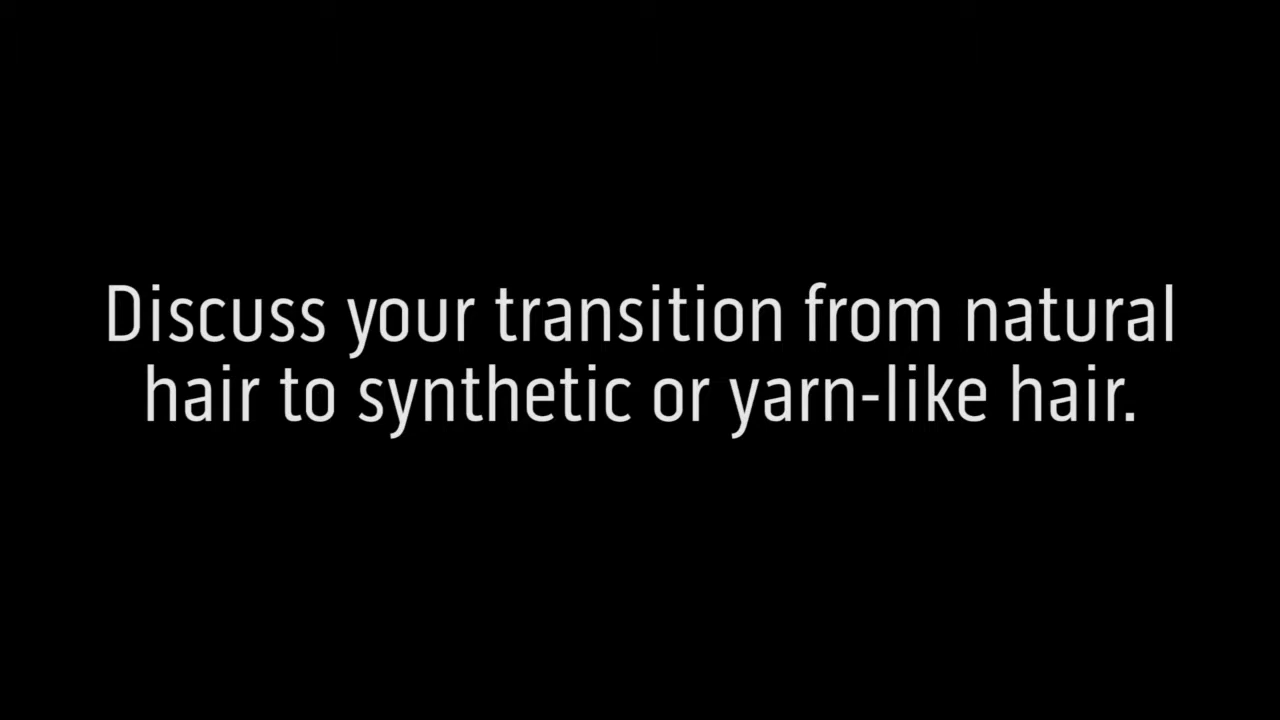 Discuss your transition from natural
hair to synthetic or yarn-like hair.